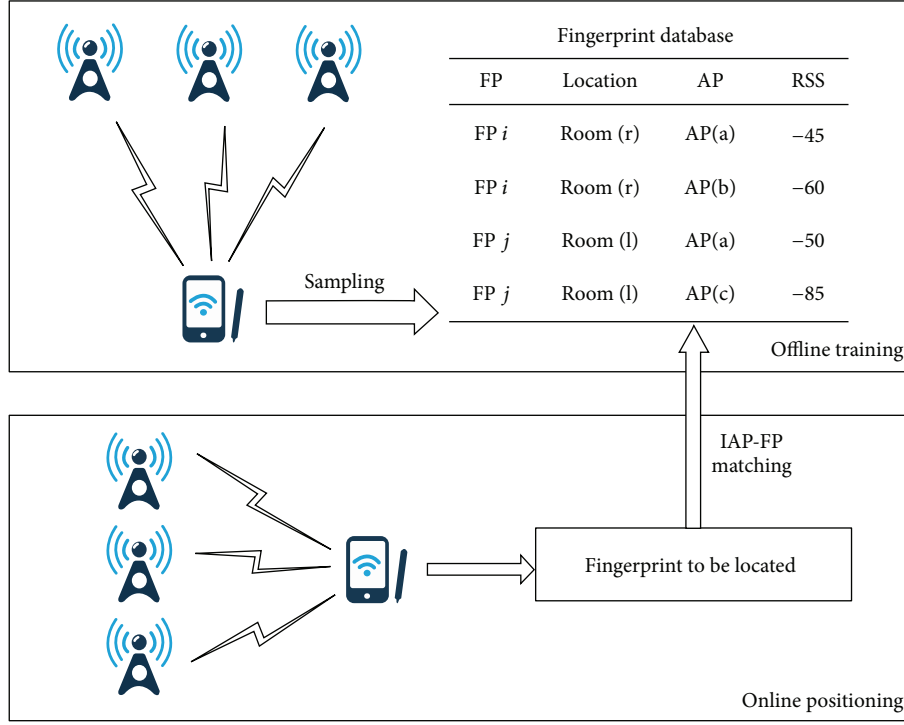 Fingerprint database
FP Location AP RSS
FP i Room (r) AP(a) −45
FP i Room (r) AP(b) −60
FP j Room (l) AP(a) −50
FP j Room (l) AP(c) −85
Sampling
Offline training
IAP-FP
matching
Fingerprint to be located
Online positioning